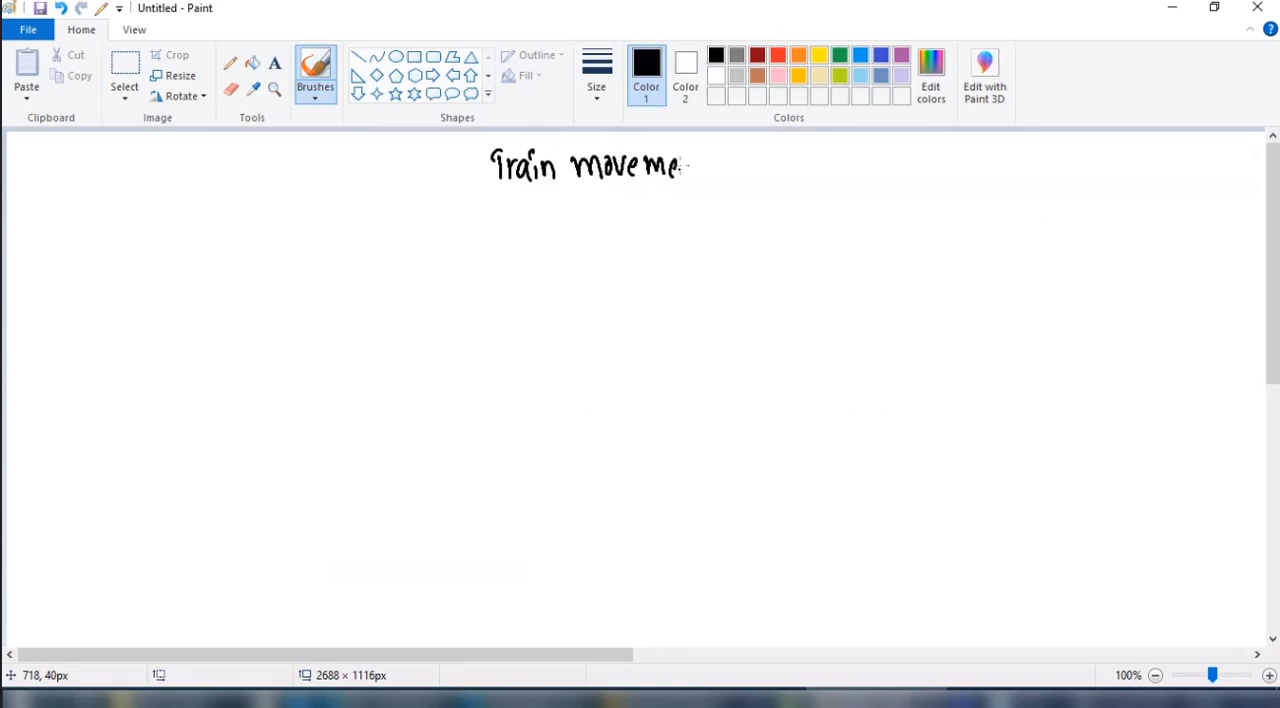 Untitled - Paint
File
Home
View
Paste
Cut
Copy
Clipboard
Select
Crop
Resize
Rotate
Image
A
Tools
Brushes
Outline
Fill
Shapes
Size
Color 1
Color 2
Edit colors
Colors
Edit with Paint 3D
Train moveme
718, 40px
2688 × 1116px
100%